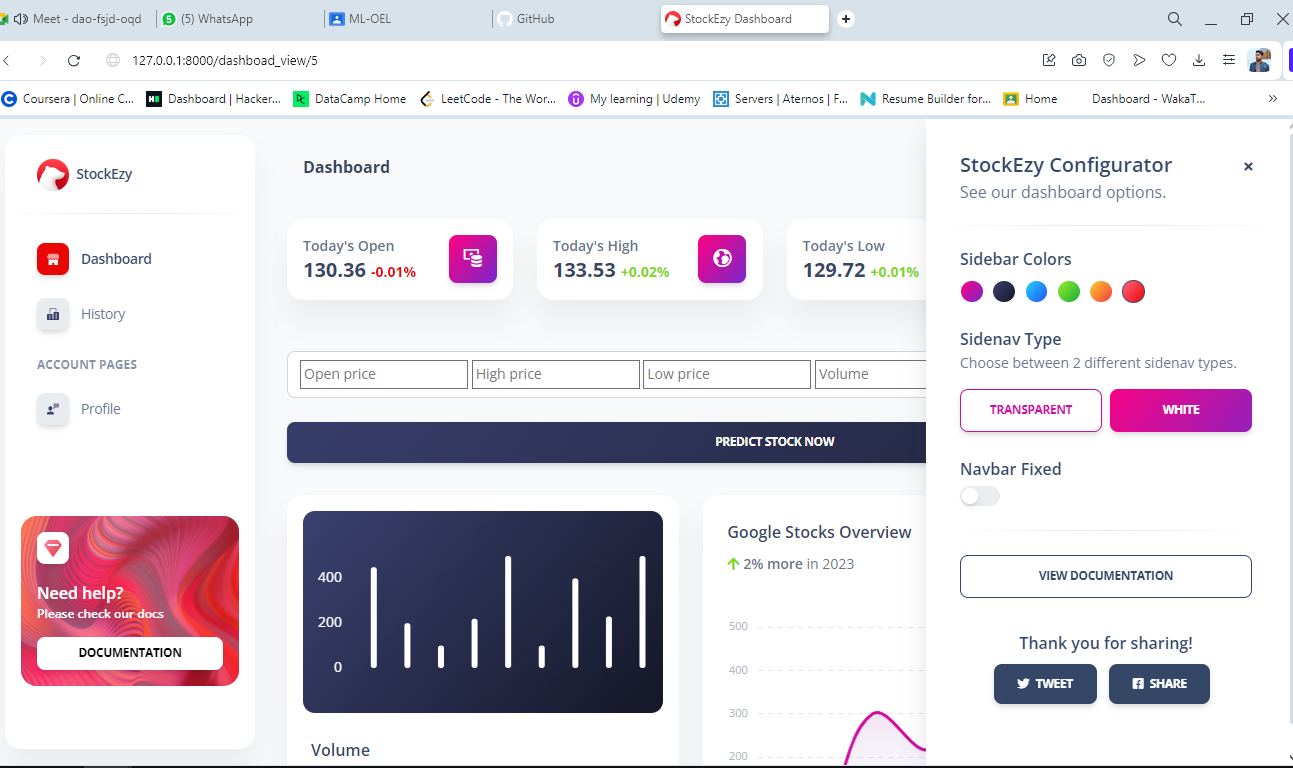 Meet - dao-fsjd-oqd
5 (5) WhatsApp
ML-OEL
GitHub
StockEzy Dashboard
127.0.0.1:8000/dashboad_view/5
Coursera | Online C...
Dashboard | Hacker...
DataCamp Home
LeetCode - The Wor...
My learning | Udemy
Servers | Aternos | F...
Resume Builder for...
Home
Dashboard - WakaT...
StockEzy
Dashboard
History
ACCOUNT PAGES
Profile
Need help?
Please check our docs
DOCUMENTATION
Dashboard
Today's Open
130.36 -0.01%
Today's High
133.53 +0.02%
Today's Low
129.72 +0.01%
Open price
High price
Low price
Volume
PREDICT STOCK NOW
400
200
0
Volume
Google Stocks Overview
2% more in 2023
500
400
300
200
StockEzy Configurator
See our dashboard options.
Sidebar Colors
Sidenav Type
Choose between 2 different sidenav types.
TRANSPARENT
WHITE
Navbar Fixed
VIEW DOCUMENTATION
Thank you for sharing!
TWEET
SHARE